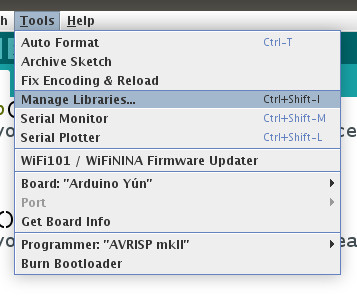 h Tools Help
Auto Format Ctrl-T
Archive Sketch
Fix Encoding & Reload
Manage Libraries... Ctrl+Shift-I
Serial Monitor Ctrl+Shift-M
Serial Plotter Ctrl+Shift-L
WiFi101 / WiFiNINA Firmware Updater
Board: "Arduino Yún"
Port
Get Board Info
Programmer: "AVRISP mkII"
Burn Bootloader